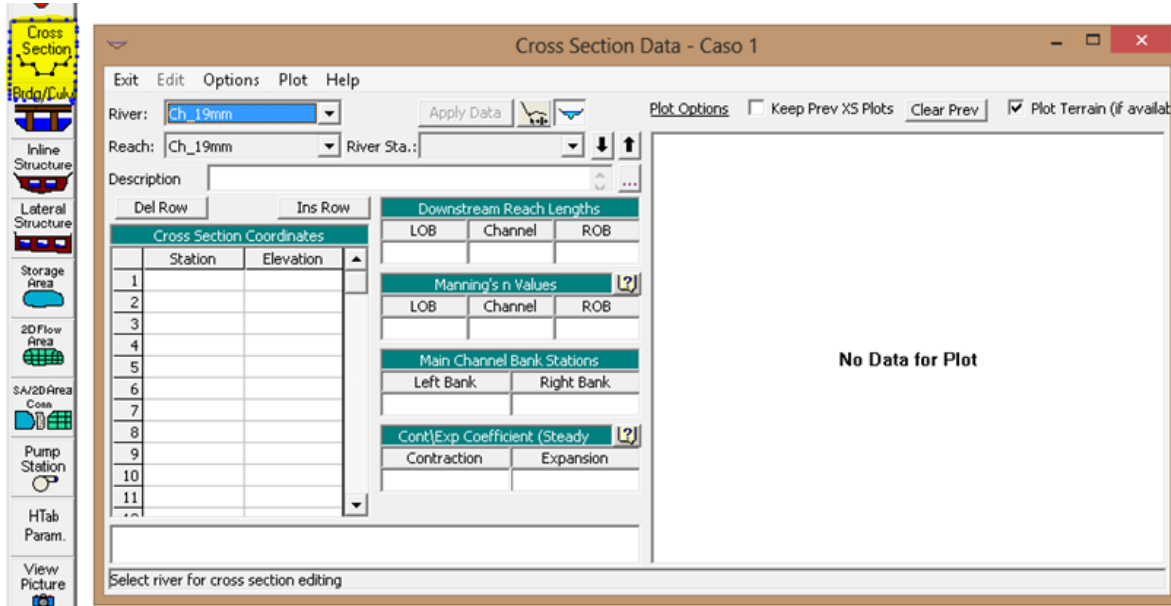 Cross
Section
Brdg/Culv
Inline
Structure
Lateral
Structure
Storage
Area
2D Flow
Area
SA/2D Area
Conn
Pump
Station
HTab
Param.
View
Picture
Cross Section Data - Caso 1
Exit Edit Options Plot Help
River: Ch_19mm Apply Data Plot Options Keep Prev XS Plots Clear Prev Plot Terrain (if availab
Reach: Ch_19mm River Sta.:
Description ...
Del Row Ins Row Downstream Reach Lengths
Cross Section Coordinates LOB Channel ROB
Station Elevation
1
2
3
4
5
6
7
8
9
10
11
Manning's n Values
LOB Channel ROB
Main Channel Bank Stations
Left Bank Right Bank
Cont\Exp Coefficient (Steady
Contraction Expansion
No Data for Plot
Select river for cross section editing